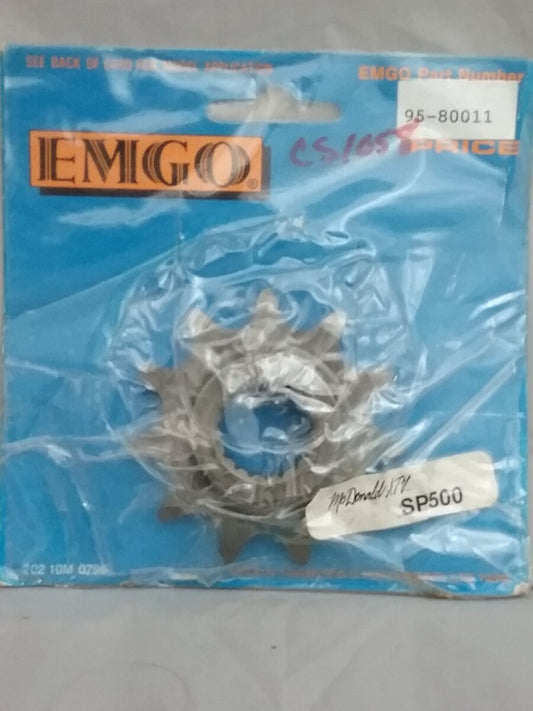 SEE BACK OF CARD FOR MODEL APPLICATION
EMGO Part Number
95-80011
CS1058
PRICE
EMGO®
McDonald ATV
SP500
202 10M 0796